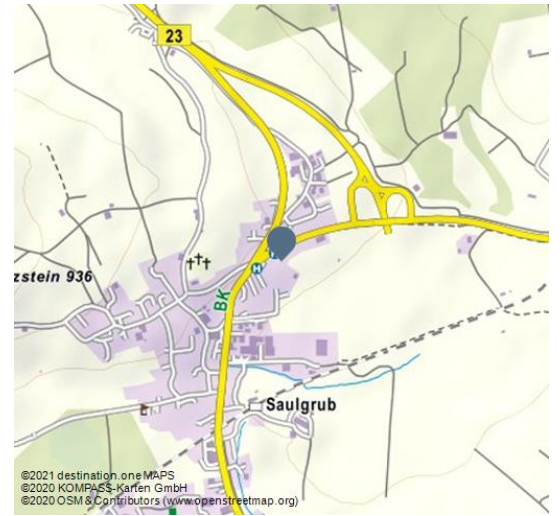 23
zstein 936
H
BK
Saulgrub
©2021 destination.one MAPS
©2020 KOMPASS-Karten GmbH
©2020 OSM & Contributors (www.openstreetmap.org)